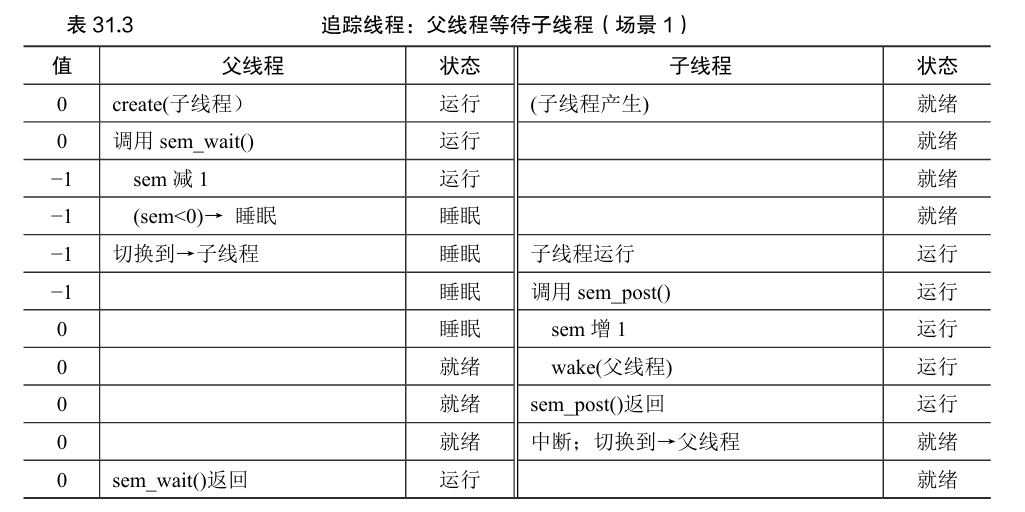 表 31.3 追踪线程：父线程等待子线程（场景 1）
值 父线程 状态 子线程 状态
0 create(子线程） 运行 (子线程产生) 就绪
0 调用 sem_wait() 运行 就绪
−1 sem 减 1 运行 就绪
−1 (sem<0)→ 睡眠 睡眠 就绪
−1 切换到→子线程 睡眠 子线程运行 运行
−1 睡眠 调用 sem_post() 运行
0 睡眠 sem 增 1 运行
0 就绪 wake(父线程) 运行
0 就绪 sem_post()返回 运行
0 就绪 中断；切换到→父线程 就绪
0 sem_wait()返回 运行 就绪